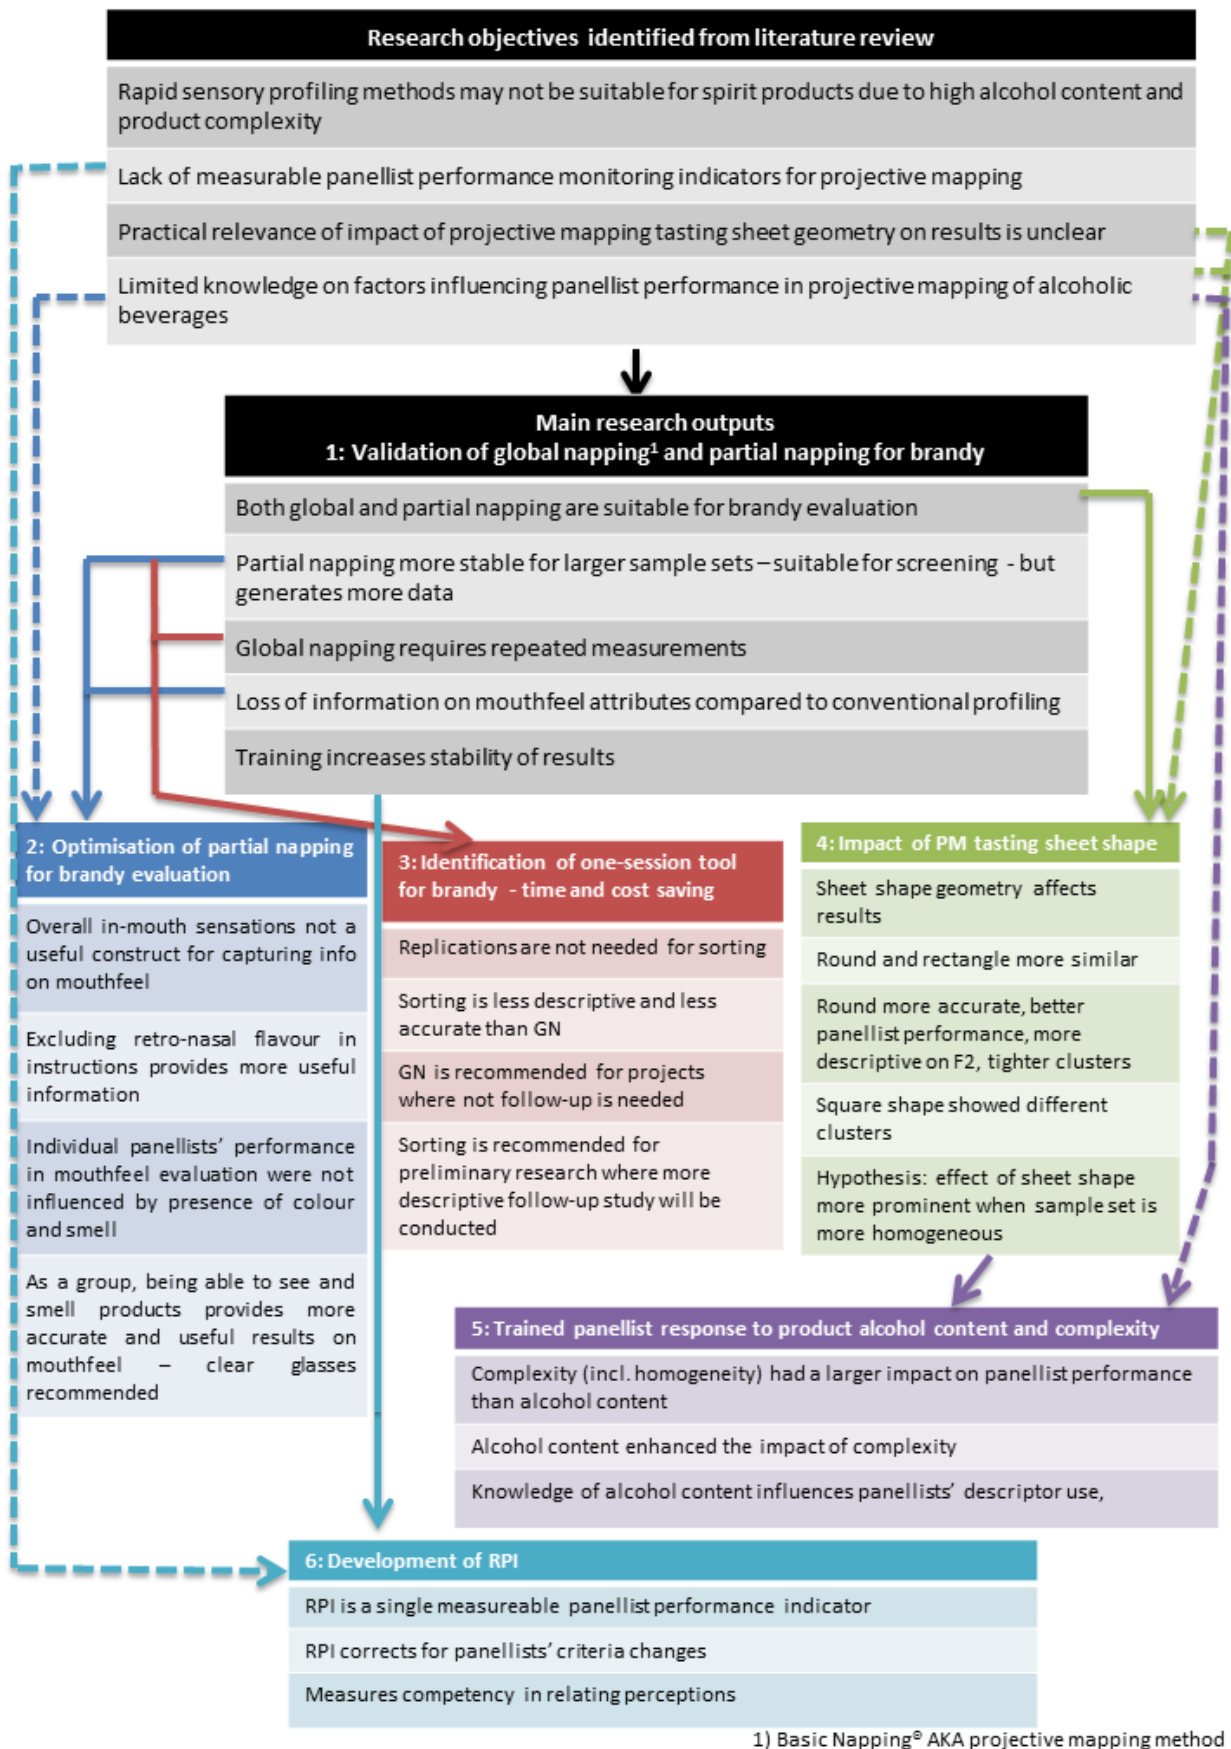 Research objectives identified from literature review
Rapid sensory profiling methods may not be suitable for spirit products due to high alcohol content and
product complexity
Lack of measurable panellist performance monitoring indicators for projective mapping
Practical relevance of impact of projective mapping tasting sheet geometry on results is unclear
Limited knowledge on factors influencing panellist performance in projective mapping of alcoholic
beverages
Main research outputs
1: Validation of global napping¹ and partial napping for brandy
Both global and partial napping are suitable for brandy evaluation
Partial napping more stable for larger sample sets – suitable for screening - but
generates more data
Global napping requires repeated measurements
Loss of information on mouthfeel attributes compared to conventional profiling
Training increases stability of results
2: Optimisation of partial napping
for brandy evaluation
Overall in-mouth sensations not a
useful construct for capturing info
on mouthfeel
Excluding retro-nasal flavour in
instructions provides more useful
information
Individual panellists' performance
in mouthfeel evaluation were not
influenced by presence of colour
and smell
As a group, being able to see and
smell products provides more
accurate and useful results on
mouthfeel – clear glasses
recommended
3: Identification of one-session tool
for brandy - time and cost saving
Replications are not needed for sorting
Sorting is less descriptive and less
accurate than GN
GN is recommended for projects
where not follow-up is needed
Sorting is recommended for
preliminary research where more
descriptive follow-up study will be
conducted
4: Impact of PM tasting sheet shape
Sheet shape geometry affects
results
Round and rectangle more similar
Round more accurate, better
panellist performance, more
descriptive on F2, tighter clusters
Square shape showed different
clusters
Hypothesis: effect of sheet shape
more prominent when sample set is
more homogeneous
5: Trained panellist response to product alcohol content and complexity
Complexity (incl. homogeneity) had a larger impact on panellist performance
than alcohol content
Alcohol content enhanced the impact of complexity
Knowledge of alcohol content influences panellists' descriptor use,
6: Development of RPI
RPI is a single measureable panellist performance indicator
RPI corrects for panellists' criteria changes
Measures competency in relating perceptions
1) Basic Napping® AKA projective mapping method